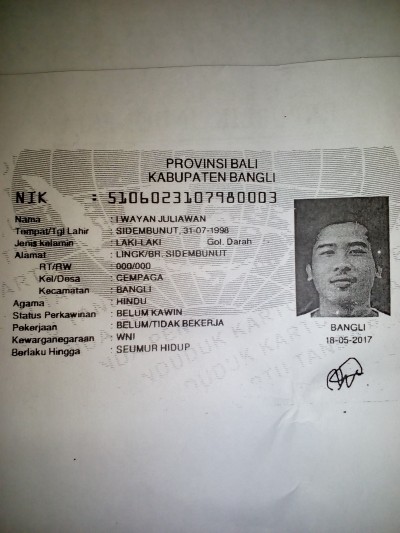 PROVINSI BALI
KABUPATEN BANGLI
NIK : 5106023107980003
Nama : I WAYAN JULIAWAN
Tempat/Tgl Lahir : SIDEMBUNUT, 31-07-1998
Jenis kelamin : LAKI-LAKI Gol. Darah
Alamat : LINGK/BR. SIDEMBUNUT
RT/RW : 000/000
Kel/Desa : CEMPAGA
Kecamatan : BANGLI
Agama : HINDU
Status Perkawinan : BELUM KAWIN
Pekerjaan : BELUM/TIDAK BEKERJA
Kewarganegaraan : WNI
Berlaku Hingga : SEUMUR HIDUP
BANGLI
18-05-2017